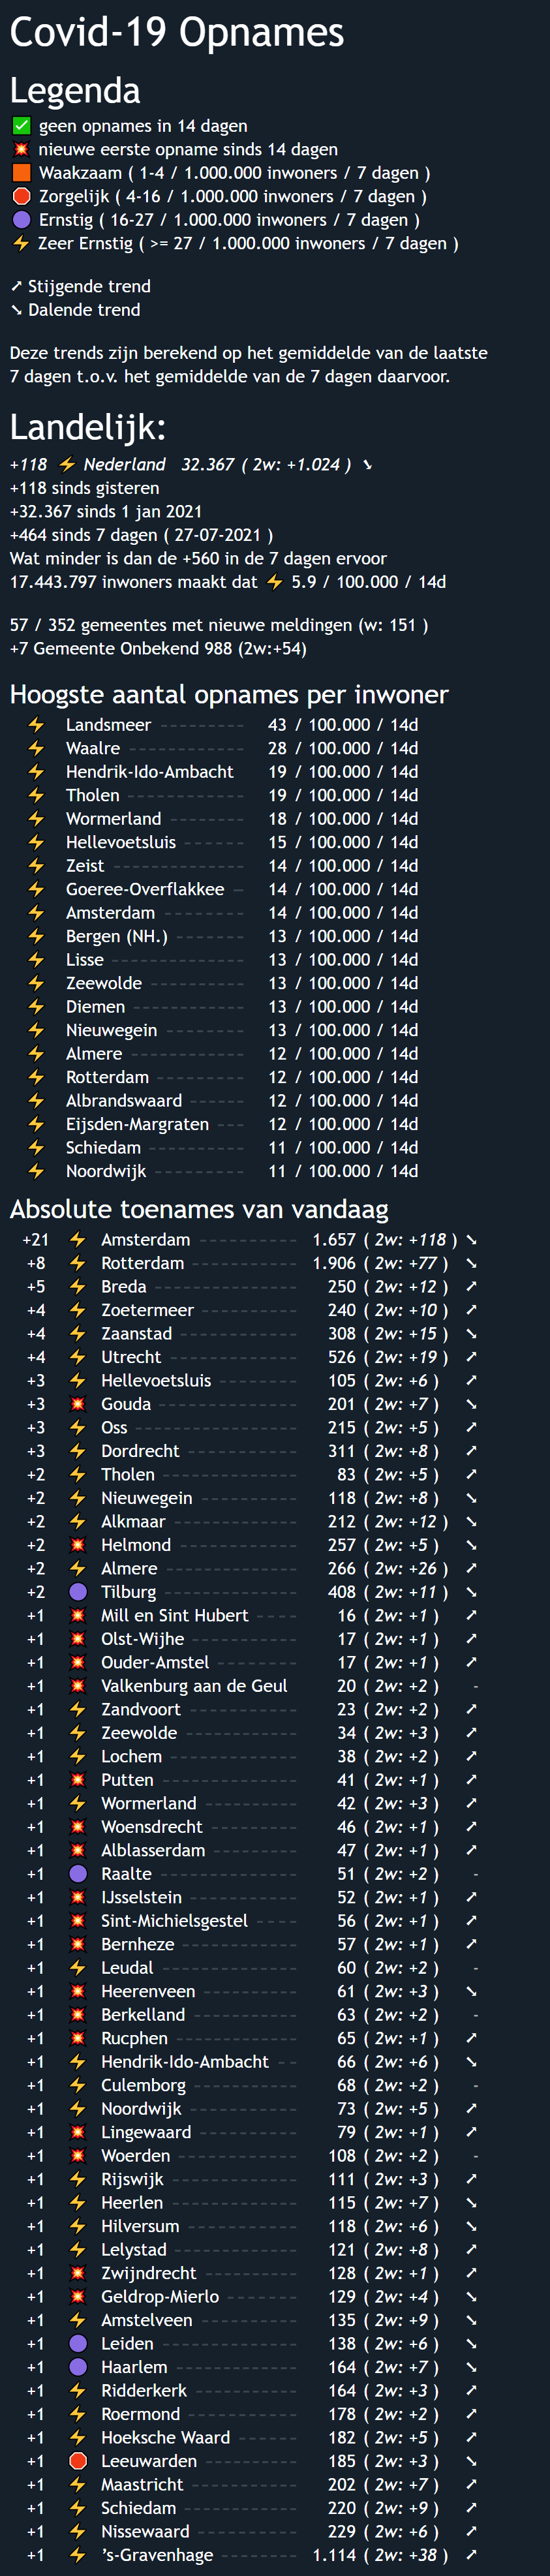 Covid-19 Opnames
Legenda
✅ geen opnames in 14 dagen
💥 nieuwe eerste opname sinds 14 dagen
🟧 Waakzaam ( 1-4 / 1.000.000 inwoners / 7 dagen )
🛑 Zorgelijk ( 4-16 / 1.000.000 inwoners / 7 dagen )
🟣 Ernstig ( 16-27 / 1.000.000 inwoners / 7 dagen )
⚡ Zeer Ernstig ( >= 27 / 1.000.000 inwoners / 7 dagen )
➚ Stijgende trend
➘ Dalende trend
Deze trends zijn berekend op het gemiddelde van de laatste
7 dagen t.o.v. het gemiddelde van de 7 dagen daarvoor.
Landelijk:
+118 ⚡ Nederland 32.367 ( 2w: +1.024 ) ➘
+118 sinds gisteren
+32.367 sinds 1 jan 2021
+464 sinds 7 dagen ( 27-07-2021 )
Wat minder is dan de +560 in de 7 dagen ervoor
17.443.797 inwoners maakt dat ⚡ 5.9 / 100.000 / 14d
57 / 352 gemeentes met nieuwe meldingen (w: 151 )
+7 Gemeente Onbekend 988 (2w:+54)
Hoogste aantal opnames per inwoner
⚡ Landsmeer --------- 43 / 100.000 / 14d
⚡ Waalre ------------- 28 / 100.000 / 14d
⚡ Hendrik-Ido-Ambacht 19 / 100.000 / 14d
⚡ Tholen ------------- 19 / 100.000 / 14d
⚡ Wormerland -------- 18 / 100.000 / 14d
⚡ Hellevoetsluis ------ 15 / 100.000 / 14d
⚡ Zeist -------------- 14 / 100.000 / 14d
⚡ Goeree-Overflakkee - 14 / 100.000 / 14d
⚡ Amsterdam -------- 14 / 100.000 / 14d
⚡ Bergen (NH.) ------- 13 / 100.000 / 14d
⚡ Lisse -------------- 13 / 100.000 / 14d
⚡ Zeewolde ---------- 13 / 100.000 / 14d
⚡ Diemen ------------ 13 / 100.000 / 14d
⚡ Nieuwegein -------- 13 / 100.000 / 14d
⚡ Almere ------------ 12 / 100.000 / 14d
⚡ Rotterdam --------- 12 / 100.000 / 14d
⚡ Albrandswaard ----- 12 / 100.000 / 14d
⚡ Eijsden-Margraten --- 12 / 100.000 / 14d
⚡ Schiedam ---------- 11 / 100.000 / 14d
⚡ Noordwijk --------- 11 / 100.000 / 14d
Absolute toenames van vandaag
+21 ⚡ Amsterdam ---------- 1.657 ( 2w: +118 ) ➘
+8 ⚡ Rotterdam ----------- 1.906 ( 2w: +77 ) ➘
+5 ⚡ Breda --------------- 250 ( 2w: +12 ) ➚
+4 ⚡ Zoetermeer ---------- 240 ( 2w: +10 ) ➚
+4 ⚡ Zaanstad ------------ 308 ( 2w: +15 ) ➘
+4 ⚡ Utrecht ------------- 526 ( 2w: +19 ) ➚
+3 ⚡ Hellevoetsluis -------- 105 ( 2w: +6 ) ➚
+3 💥 Gouda -------------- 201 ( 2w: +7 ) ➘
+3 ⚡ Oss ----------------- 215 ( 2w: +5 ) ➚
+3 ⚡ Dordrecht ----------- 311 ( 2w: +8 ) ➚
+2 ⚡ Tholen -------------- 83 ( 2w: +5 ) ➚
+2 ⚡ Nieuwegein ---------- 118 ( 2w: +8 ) ➘
+2 ⚡ Alkmaar ------------- 212 ( 2w: +12 ) ➘
+2 💥 Helmond ------------ 257 ( 2w: +5 ) ➘
+2 ⚡ Almere -------------- 266 ( 2w: +26 ) ➚
+2 🟣 Tilburg -------------- 408 ( 2w: +11 ) ➘
+1 💥 Mill en Sint Hubert ---- 16 ( 2w: +1 ) ➚
+1 💥 Olst-Wijhe ----------- 17 ( 2w: +1 ) ➚
+1 💥 Ouder-Amstel -------- 17 ( 2w: +1 ) ➚
+1 💥 Valkenburg aan de Geul 20 ( 2w: +2 ) -
+1 ⚡ Zandvoort ----------- 23 ( 2w: +2 ) ➚
+1 ⚡ Zeewolde ------------ 34 ( 2w: +3 ) ➚
+1 ⚡ Lochem ------------- 38 ( 2w: +2 ) ➚
+1 💥 Putten -------------- 41 ( 2w: +1 ) ➚
+1 ⚡ Wormerland --------- 42 ( 2w: +3 ) ➚
+1 💥 Woensdrecht --------- 46 ( 2w: +1 ) ➚
+1 💥 Alblasserdam --------- 47 ( 2w: +1 ) ➚
+1 🟣 Raalte -------------- 51 ( 2w: +2 ) -
+1 💥 IJsselstein ----------- 52 ( 2w: +1 ) ➚
+1 💥 Sint-Michielsgestel ---- 56 ( 2w: +1 ) ➚
+1 💥 Bernheze ------------ 57 ( 2w: +1 ) ➚
+1 ⚡ Leudal -------------- 60 ( 2w: +2 ) -
+1 💥 Heerenveen ---------- 61 ( 2w: +3 ) ➘
+1 💥 Berkelland ----------- 63 ( 2w: +2 ) -
+1 💥 Rucphen ------------- 65 ( 2w: +1 ) ➚
+1 ⚡ Hendrik-Ido-Ambacht -- 66 ( 2w: +6 ) ➘
+1 ⚡ Culemborg ----------- 68 ( 2w: +2 ) -
+1 ⚡ Noordwijk ----------- 73 ( 2w: +5 ) ➚
+1 💥 Lingewaard ---------- 79 ( 2w: +1 ) ➚
+1 💥 Woerden ------------ 108 ( 2w: +2 ) -
+1 ⚡ Rijswijk ------------- 111 ( 2w: +3 ) ➚
+1 ⚡ Heerlen ------------- 115 ( 2w: +7 ) ➘
+1 ⚡ Hilversum ----------- 118 ( 2w: +6 ) ➘
+1 ⚡ Lelystad ------------- 121 ( 2w: +8 ) ➚
+1 💥 Zwijndrecht ---------- 128 ( 2w: +1 ) ➚
+1 💥 Geldrop-Mierlo ------- 129 ( 2w: +4 ) ➘
+1 ⚡ Amstelveen ---------- 135 ( 2w: +9 ) ➘
+1 🟣 Leiden -------------- 138 ( 2w: +6 ) ➘
+1 🟣 Haarlem ------------- 164 ( 2w: +7 ) ➘
+1 ⚡ Ridderkerk ----------- 164 ( 2w: +3 ) ➚
+1 ⚡ Roermond ----------- 178 ( 2w: +2 ) ➚
+1 ⚡ Hoeksche Waard ------ 182 ( 2w: +5 ) ➚
+1 🛑 Leeuwarden --------- 185 ( 2w: +3 ) ➘
+1 ⚡ Maastricht ----------- 202 ( 2w: +7 ) ➚
+1 ⚡ Schiedam ------------ 220 ( 2w: +9 ) ➚
+1 ⚡ Nissewaard ---------- 229 ( 2w: +6 ) ➚
+1 ⚡ ’s-Gravenhage -------- 1.114 ( 2w: +38 ) ➚